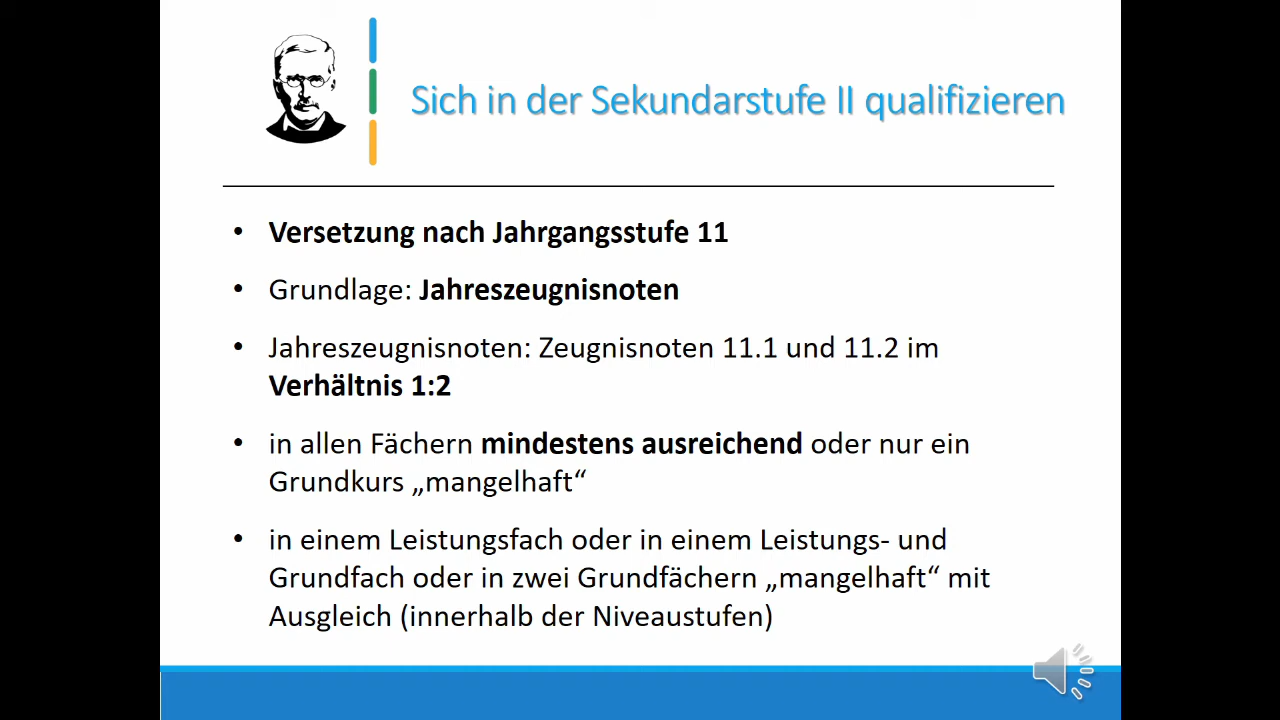 Sich in der Sekundarstufe II qualifizieren
• Versetzung nach Jahrgangsstufe 11
• Grundlage: Jahreszeugnisnoten
• Jahreszeugnisnoten: Zeugnisnoten 11.1 und 11.2 im
Verhältnis 1:2
• in allen Fächern mindestens ausreichend oder nur ein
Grundkurs „mangelhaft“
• in einem Leistungsfach oder in einem Leistungs- und
Grundfach oder in zwei Grundfächern „mangelhaft“ mit
Ausgleich (innerhalb der Niveaustufen)